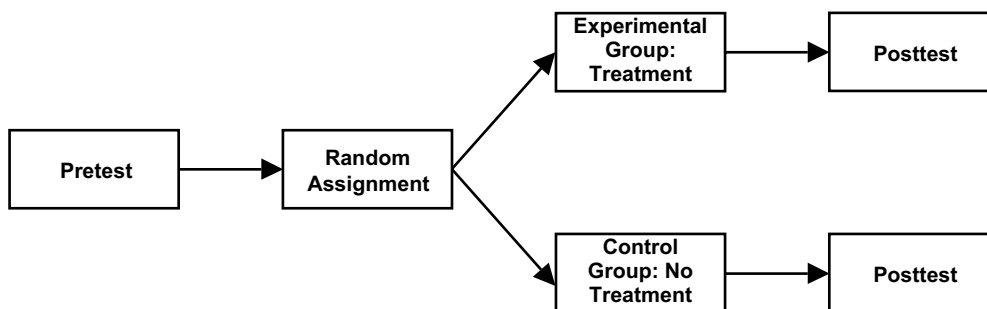 Pretest
Random
Assignment
Experimental
Group:
Treatment
Posttest
Control
Group: No
Treatment
Posttest